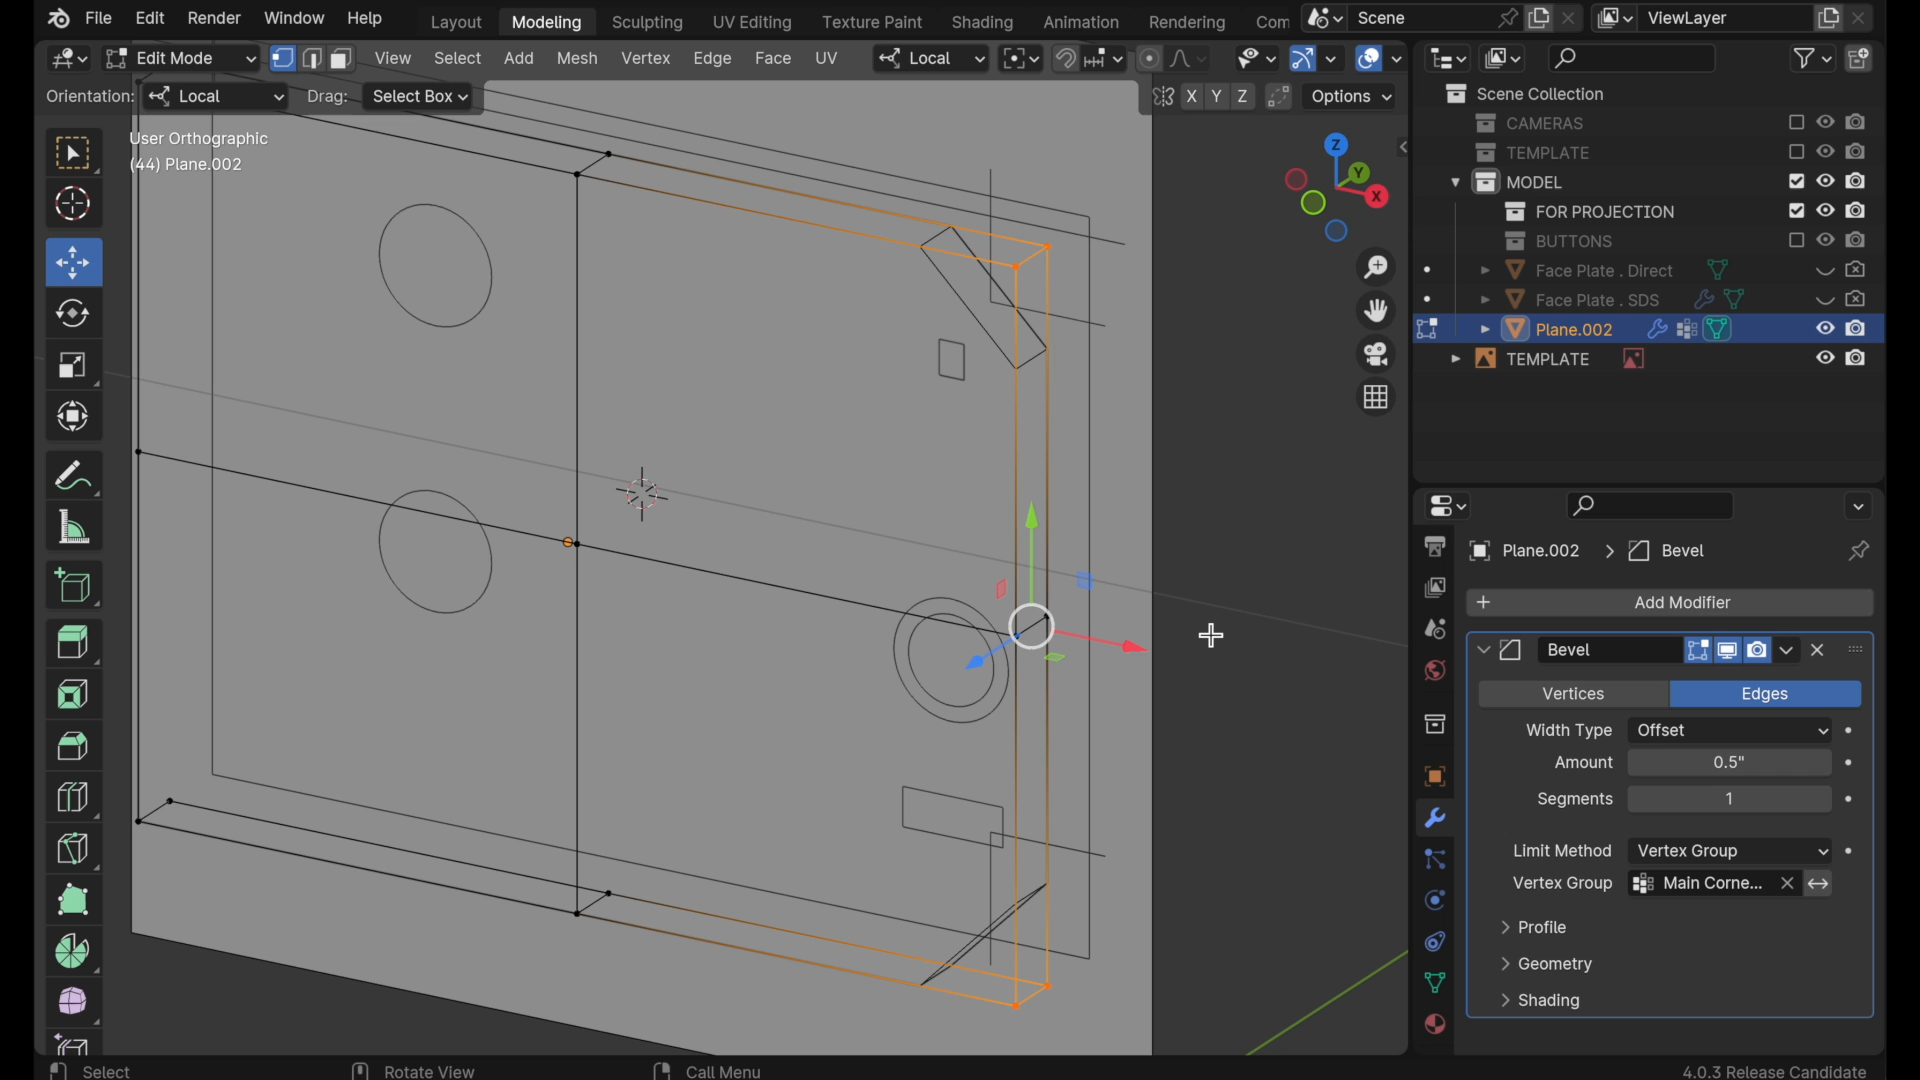 File Edit Render Window Help
Layout Modeling Sculpting UV Editing Texture Paint Shading Animation Rendering Com
Scene
ViewLayer
Edit Mode View Select Add Mesh Vertex Edge Face UV Local
Orientation: Local Drag: Select Box
X Y Z Options
User Orthographic
(44) Plane.002
Z
Y
X
Scene Collection
CAMERAS
TEMPLATE
MODEL
FOR PROJECTION
BUTTONS
Face Plate . Direct
Face Plate . SDS
Plane.002
TEMPLATE
Plane.002 > Bevel
+ Add Modifier
Bevel
Vertices Edges
Width Type Offset
Amount 0.5"
Segments 1
Limit Method Vertex Group
Vertex Group Main Corne...
Profile
Geometry
Shading
Select Rotate View Call Menu 4.0.3 Release Candidate